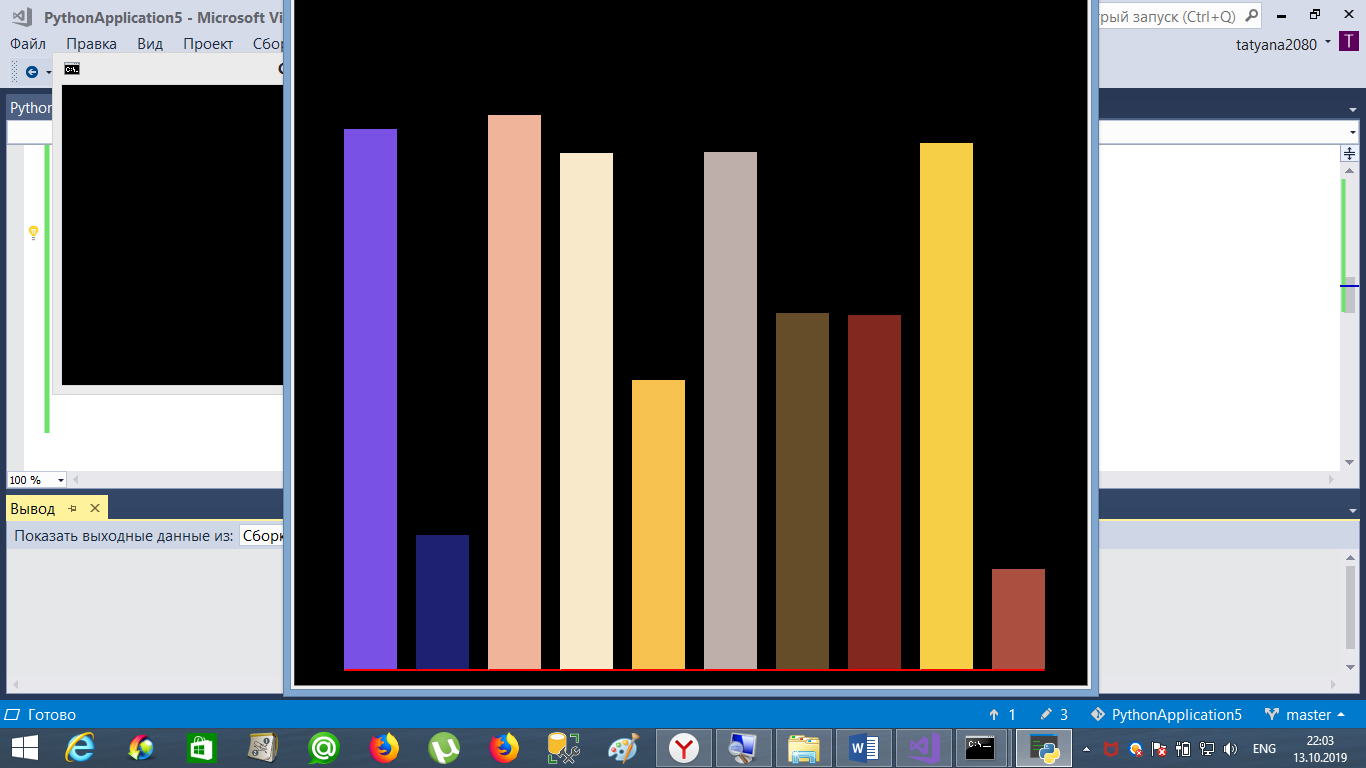 PythonApplication5 - Microsoft Vi
рый запуск (Ctrl+Q)
Файл Правка Вид Проект Сбор
tatyana2080 T
Python
100 %
Вывод
Показать выходные данные из: Сборк
Готово
1 3 PythonApplication5 master
ENG
22:03
13.10.2019